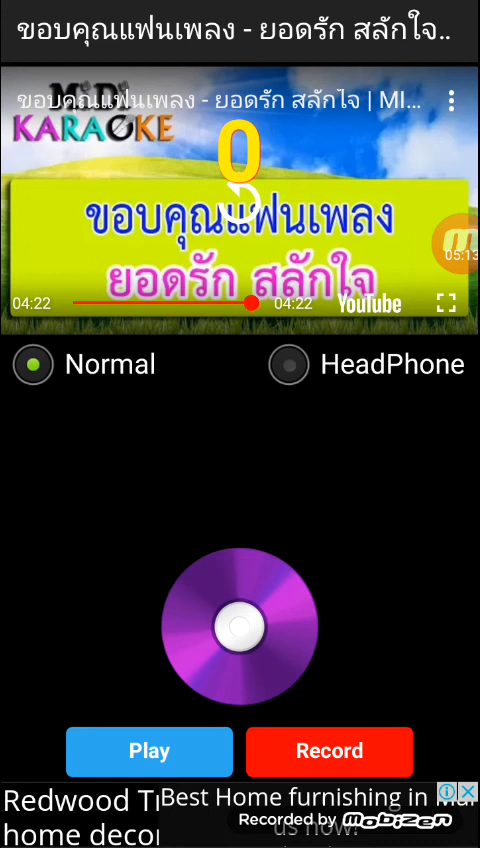 ขอบคุณแฟนเพลง - ยอดรัก สลักใจ..
ขอบคุณแฟนเพลง - ยอดรัก สลักใจ | MI...
MiDi
KARAOKE
0
ขอบคุณแฟนเพลง
ยอดรัก สลักใจ
05:13
04:22 04:22 YouTube
Normal HeadPhone
Play Record
Redwood
Best Home furnishing in
home decor
us now!
Recorded by mobizen